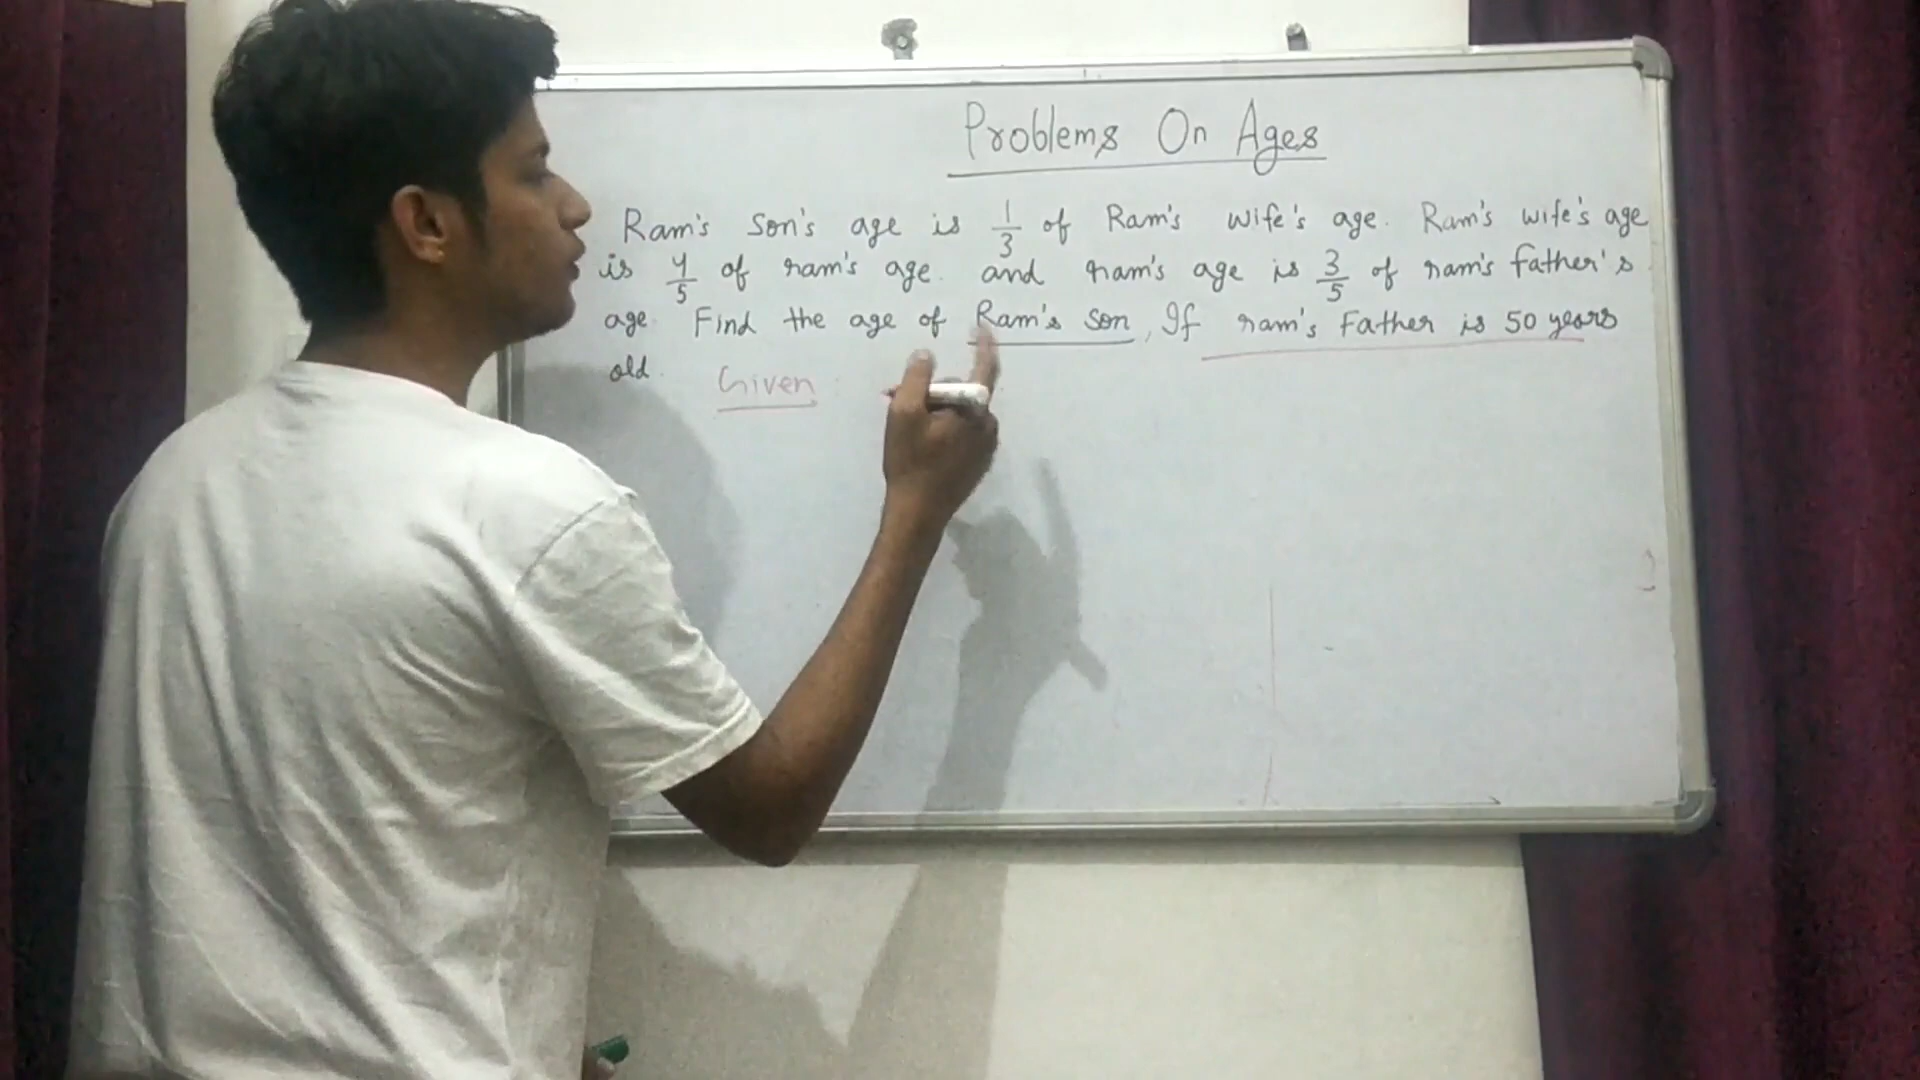 Problems On Ages
Ram's Son's age is 1/3 of Ram's wife's age. Ram's wife's age
is 4/5 of ram's age. and ram's age is 3/5 of ram's father's
age. Find the age of Ram's son, If ram's Father is 50 years
old.
Given